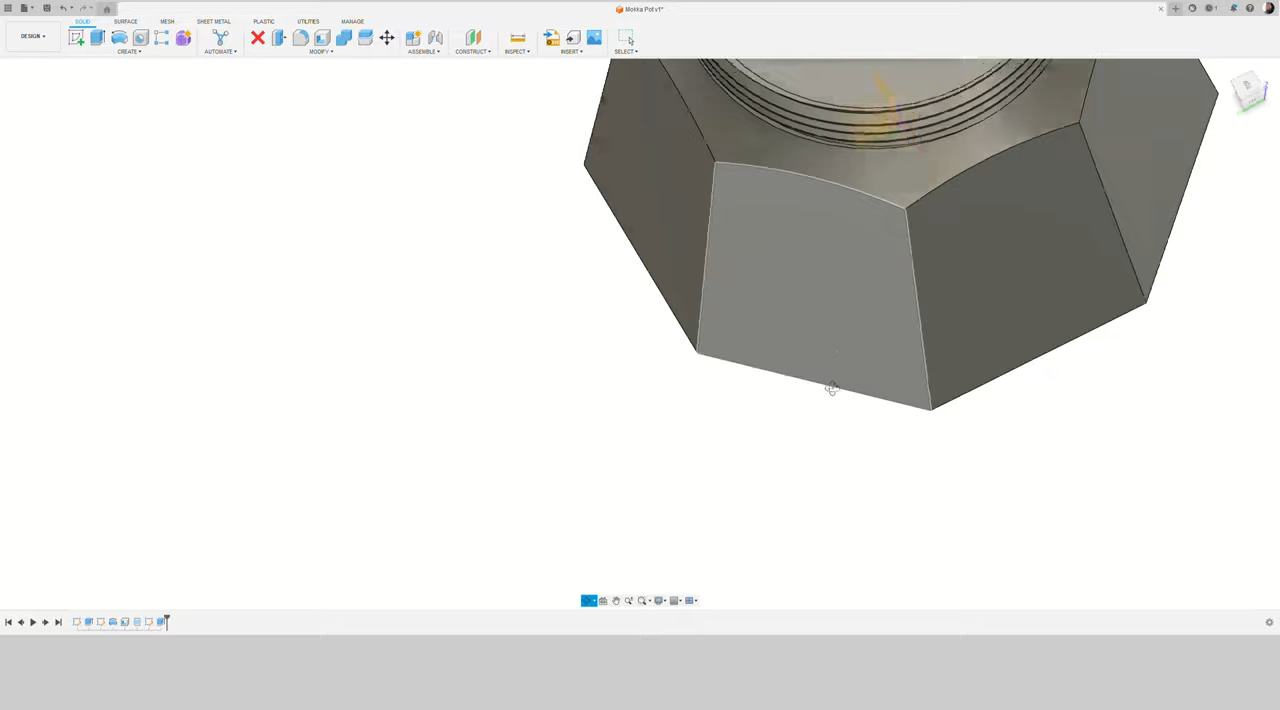 Mokka Pot v1*
SOLID SURFACE MESH SHEET METAL PLASTIC UTILITIES MANAGE
DESIGN
CREATE AUTOMATE MODIFY ASSEMBLE CONSTRUCT INSPECT INSERT SELECT